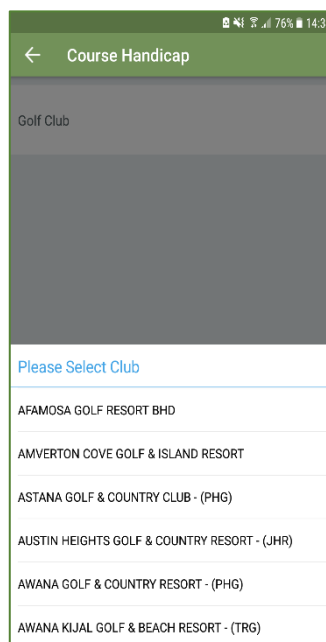 76% 14:3
Course Handicap
Golf Club
Please Select Club
AFAMOSA GOLF RESORT BHD
AMVERTON COVE GOLF & ISLAND RESORT
ASTANA GOLF & COUNTRY CLUB - (PHG)
AUSTIN HEIGHTS GOLF & COUNTRY RESORT - (JHR)
AWANA GOLF & COUNTRY RESORT - (PHG)
AWANA KIJAL GOLF & BEACH RESORT - (TRG)